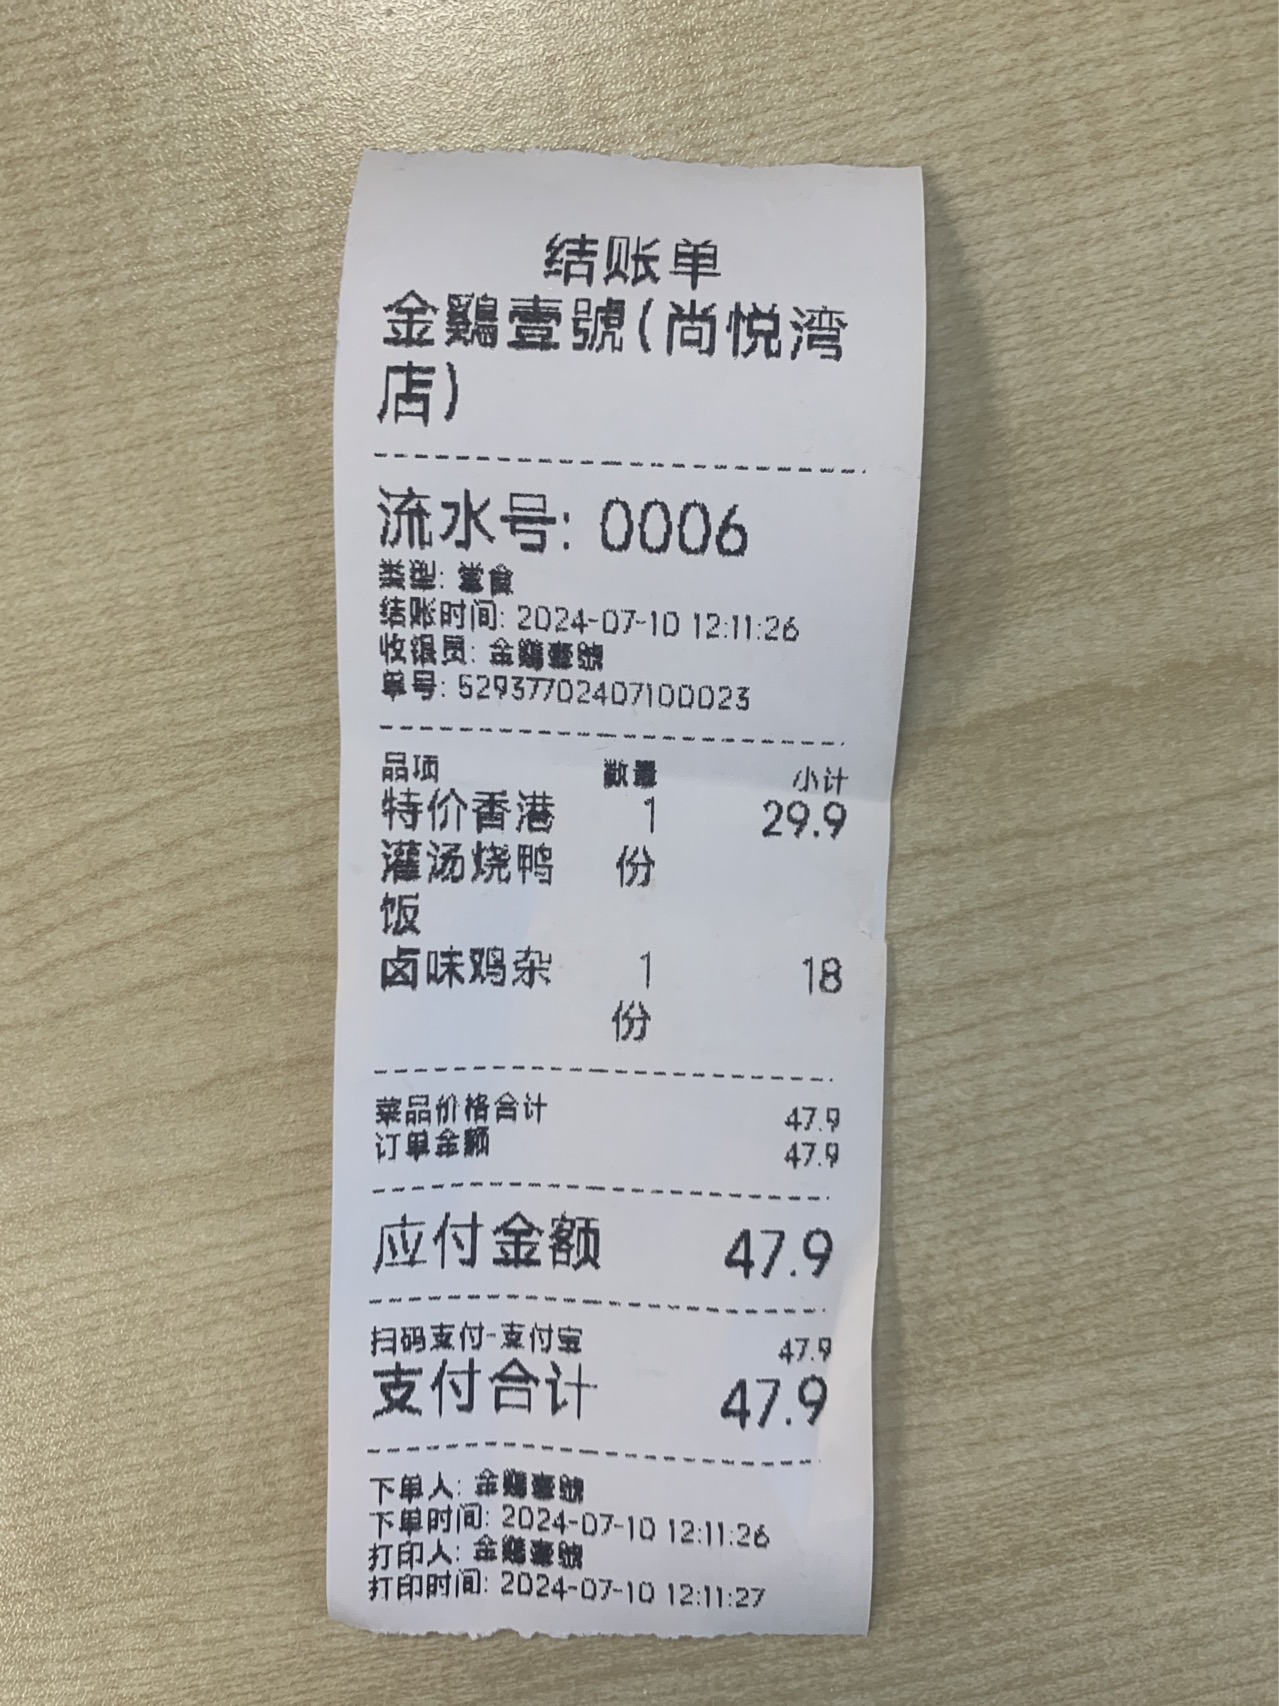 结账单
金鷄壹號(尚悦湾
店)
流水号: 0006
类型: 堂食
结账时间: 2024-07-10 12:11:26
收银员: 金鷄壹號
单号: 52937702407100023
品项 数量 小计
特价香港 1 29.9
灌汤烧鸭 份
饭
卤味鸡杂 1 18
份
菜品价格合计 47.9
订单金额 47.9
应付金额 47.9
扫码支付-支付宝 47.9
支付合计 47.9
下单人: 金鷄壹號
下单时间: 2024-07-10 12:11:26
打印人: 金鷄壹號
打印时间: 2024-07-10 12:11:27